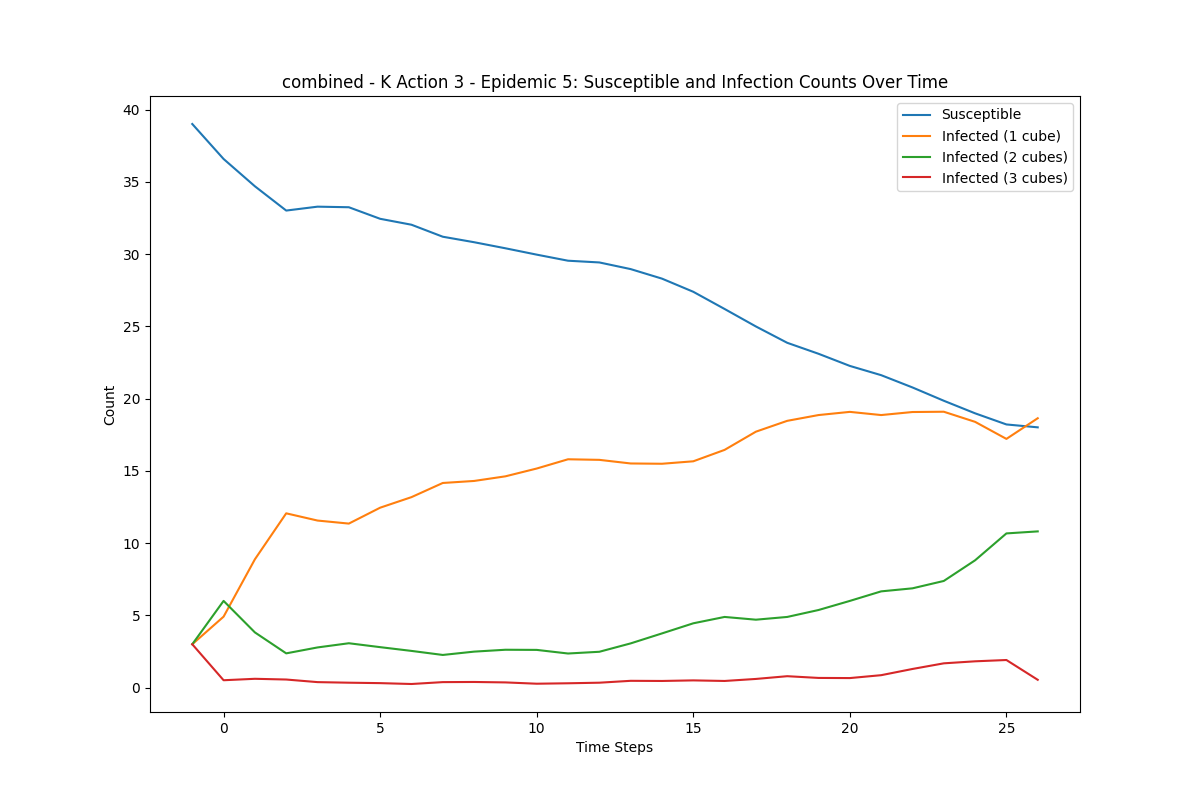 combined - K Action 3 - Epidemic 5: Susceptible and Infection Counts Over Time
40
35
30
25
20
15
10
5
0
Count
Susceptible
Infected (1 cube)
Infected (2 cubes)
Infected (3 cubes)
0 5 10 15 20 25
Time Steps